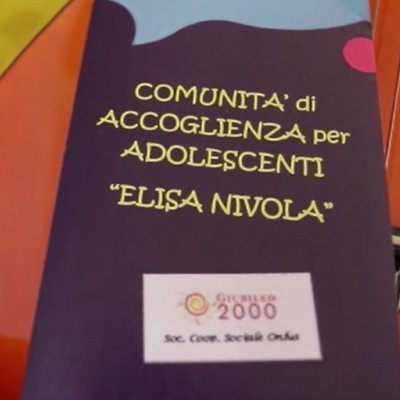 COMUNITA' di
ACCOGLIENZA per
ADOLESCENTI
"ELISA NIVOLA"
GIUBILEO
2000
Soc. Coop. Sociale Onlus